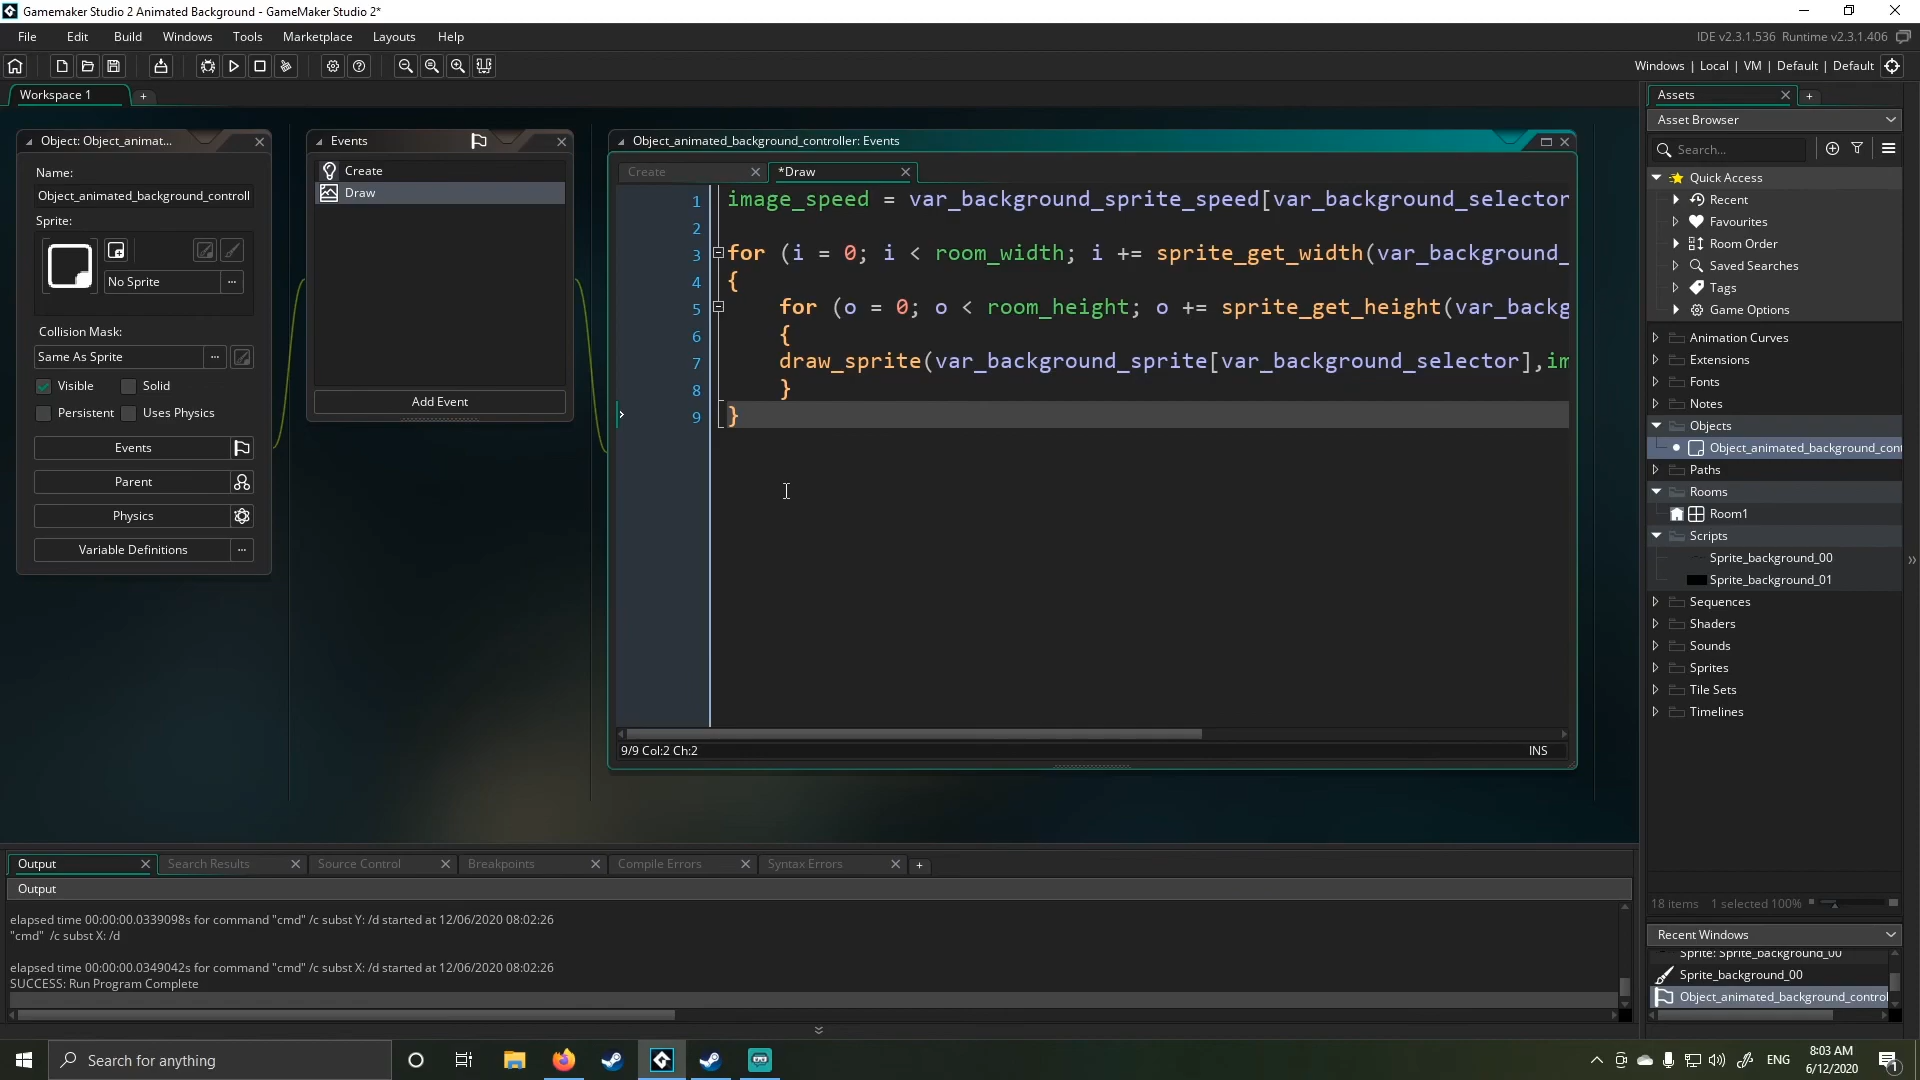 Gamemaker Studio 2 Animated Background - GameMaker Studio 2*
File Edit Build Windows Tools Marketplace Layouts Help
IDE v2.3.1.536 Runtime v2.3.1.406
Windows | Local | VM | Default | Default
Workspace 1
Object: Object_animat...
Name:
Object_animated_background_controll
Sprite:
No Sprite
Collision Mask:
Same As Sprite
Visible Solid
Persistent Uses Physics
Events
Parent
Physics
Variable Definitions
Events
Create
Draw
Add Event
Object_animated_background_controller: Events
Create *Draw
1 image_speed = var_background_sprite_speed[var_background_selector
2
3 for (i = 0; i < room_width; i += sprite_get_width(var_background_
4 {
5 for (o = 0; o < room_height; o += sprite_get_height(var_backg
6 {
7 draw_sprite(var_background_sprite[var_background_selector],im
8 }
9 }
9/9 Col:2 Ch:2 INS
Assets
Asset Browser
Search...
Quick Access
Recent
Favourites
Room Order
Saved Searches
Tags
Game Options
Animation Curves
Extensions
Fonts
Notes
Objects
Object_animated_background_cont
Paths
Rooms
Room1
Scripts
Sprite_background_00
Sprite_background_01
Sequences
Shaders
Sounds
Sprites
Tile Sets
Timelines
18 items 1 selected 100%
Recent Windows
Sprite: Sprite_background_00
Sprite_background_00
Object_animated_background_control
Output Search Results Source Control Breakpoints Compile Errors Syntax Errors
Output
elapsed time 00:00:00.0339098s for command "cmd" /c subst Y: /d started at 12/06/2020 08:02:26
"cmd" /c subst X: /d
elapsed time 00:00:00.0349042s for command "cmd" /c subst X: /d started at 12/06/2020 08:02:26
SUCCESS: Run Program Complete
Search for anything
ENG
8:03 AM
6/12/2020
1